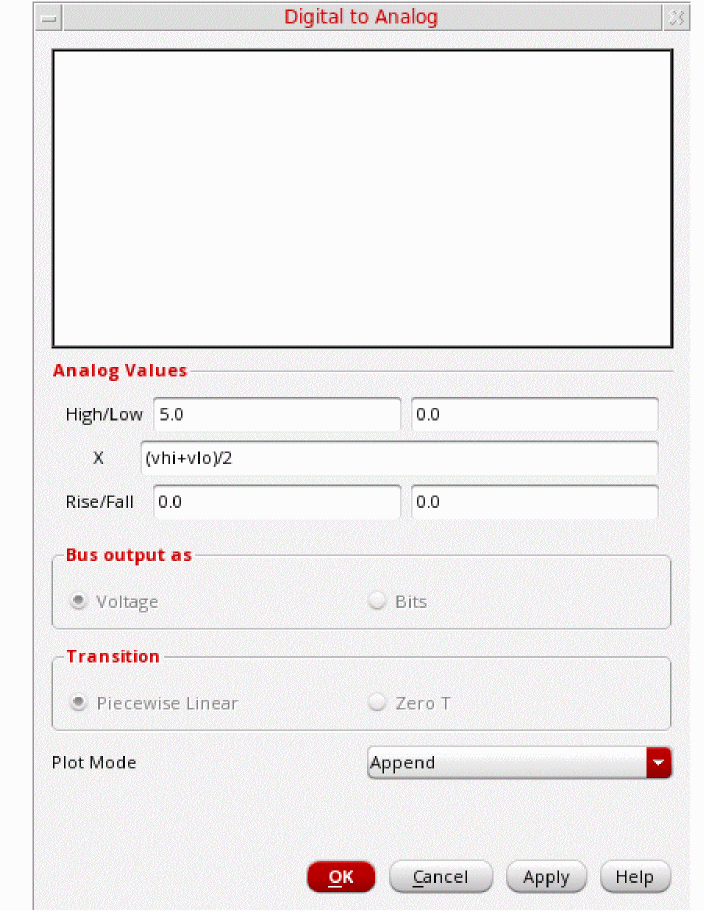 Digital to Analog
Analog Values
High/Low 5.0 0.0
X (vhi+vlo)/2
Rise/Fall 0.0 0.0
Bus output as
Voltage Bits
Transition
Piecewise Linear Zero T
Plot Mode Append
OK Cancel Apply Help